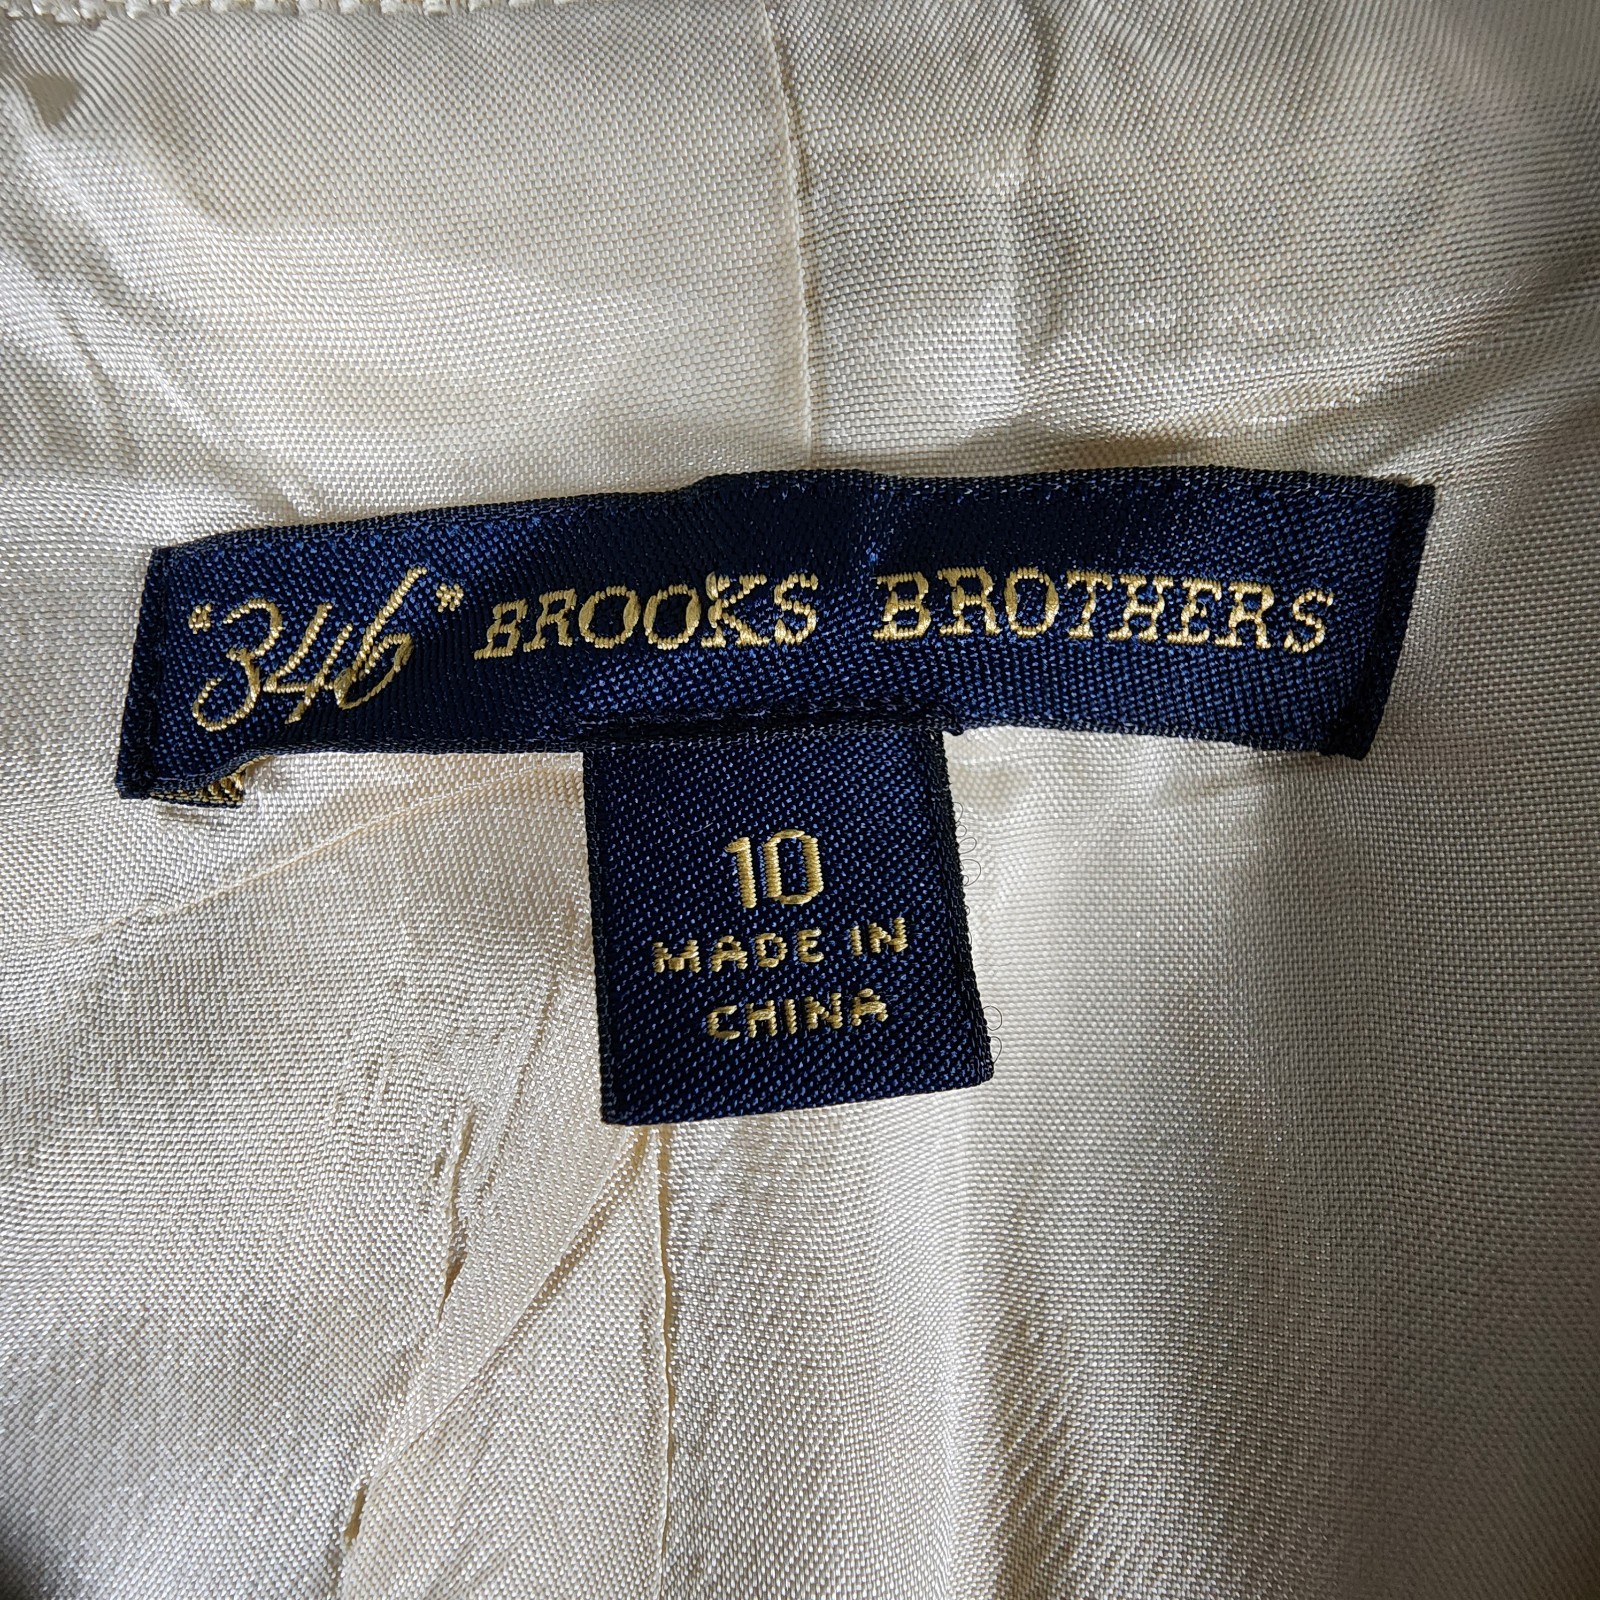 "346" BROOKS BROTHERS
10
MADE IN
CHINA